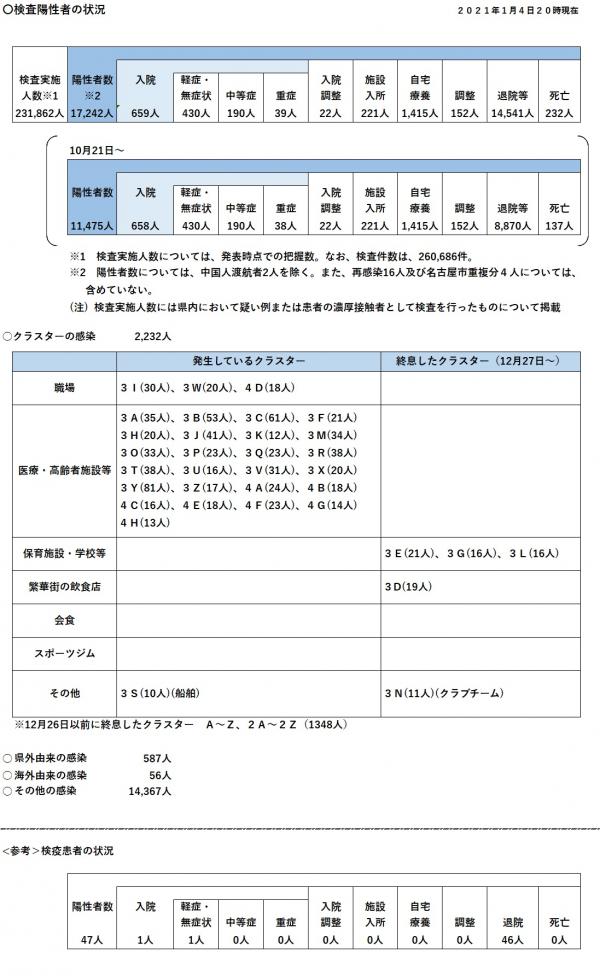 〇検査陽性者の状況
２０２１年１月４日２０時現在
検査実施人数※1 陽性者数※2 入院 軽症・無症状 中等症 重症 入院調整 施設入所 自宅療養 調整 退院等 死亡
231,862人 17,242人 659人 430人 190人 39人 22人 221人 1,415人 152人 14,541人 232人
10月21日～
陽性者数 入院 軽症・無症状 中等症 重症 入院調整 施設入所 自宅療養 調整 退院等 死亡
11,475人 658人 430人 190人 38人 22人 221人 1,415人 152人 8,870人 137人
※1　検査実施人数については、発表時点での把握数。なお、検査件数は、260,686件。
※2　陽性者数については、中国人渡航者2人を除く。また、再感染16人及び名古屋市重複分４人については、
含めていない。
(注)　検査実施人数には県内において疑い例または患者の濃厚接触者として検査を行ったものについて掲載
○クラスターの感染　2,232人
発生しているクラスター 終息したクラスター（12月27日～）
職場 ３Ｉ(30人)、３Ｗ(20人)、４Ｄ(18人)
医療・高齢者施設等
３Ａ(35人)、３Ｂ(53人)、３Ｃ(61人)、３Ｆ(21人)
３Ｈ(20人)、３Ｊ(41人)、３Ｋ(12人)、３Ｍ(34人)
３Ｏ(33人)、３Ｐ(23人)、３Ｑ(23人)、３Ｒ(38人)
３Ｔ(38人)、３Ｕ(16人)、３Ｖ(31人)、３Ｘ(20人)
３Ｙ(81人)、３Ｚ(17人)、４Ａ(24人)、４Ｂ(18人)
４Ｃ(16人)、４Ｅ(18人)、４Ｆ(23人)、４Ｇ(14人)
４Ｈ(13人)
保育施設・学校等 ３Ｅ(21人)、３Ｇ(16人)、３Ｌ(16人)
繁華街の飲食店 ３Ｄ(19人)
会食
スポーツジム
その他 ３Ｓ(10人)(船舶) ３Ｎ(11人)(クラブチーム)
※12月26日以前に終息したクラスター　Ａ～Ｚ、２Ａ～２Ｚ（1348人）
○ 県外由来の感染　587人
○ 海外由来の感染　56人
○ その他の感染　14,367人
<参考＞検疫患者の状況
陽性者数 入院 軽症・無症状 中等症 重症 入院調整 施設入所 自宅療養 調整 退院 死亡
47人 1人 1人 0人 0人 0人 0人 0人 0人 46人 0人